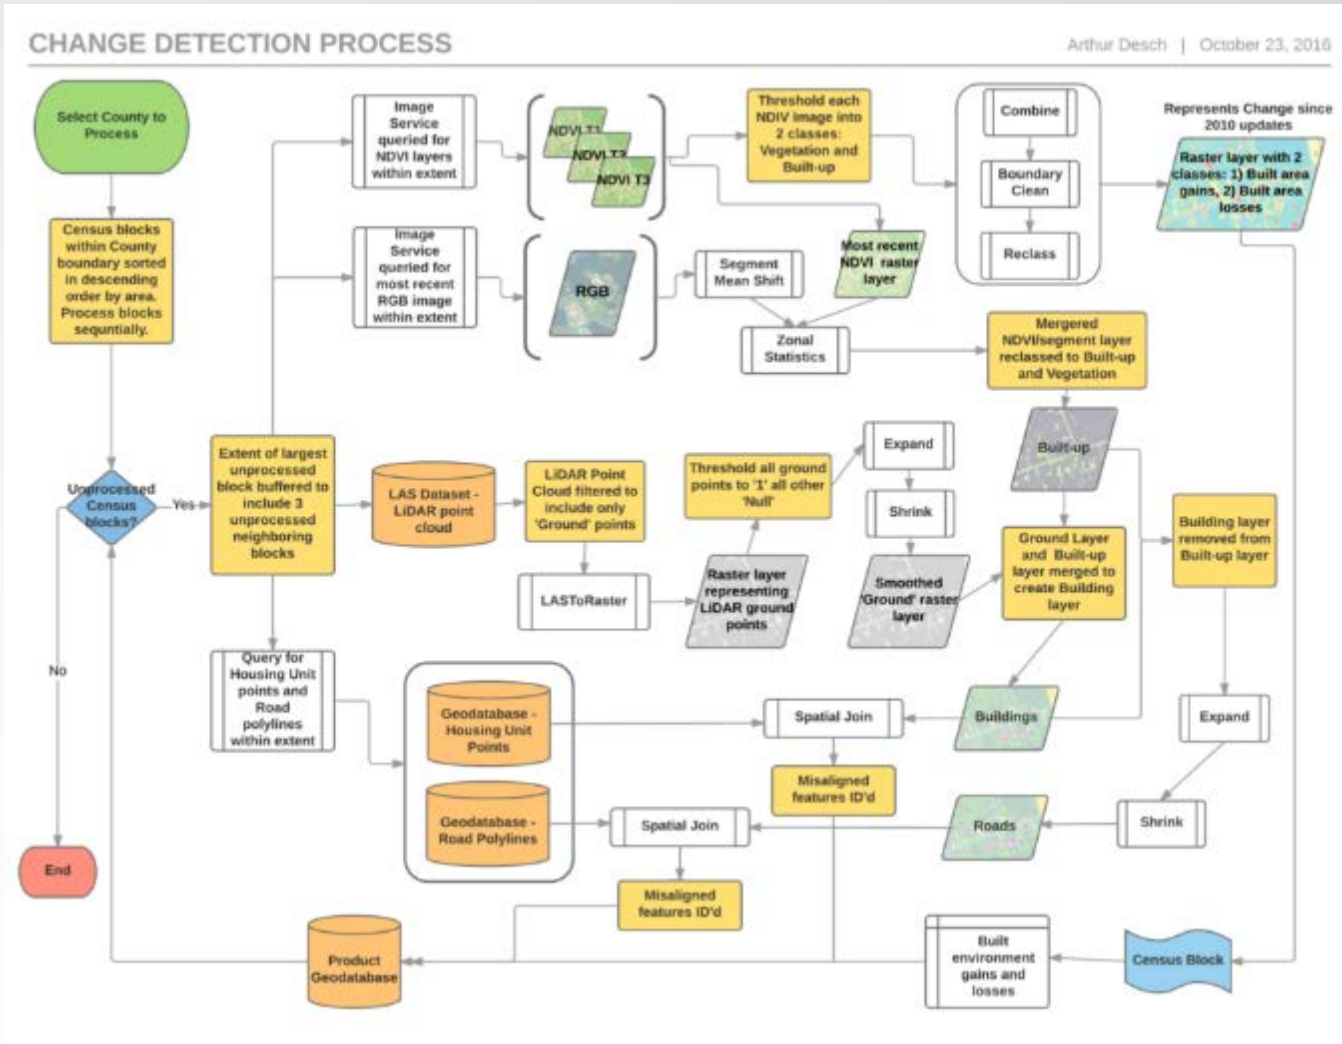 CHANGE DETECTION PROCESS
Arthur Desch | October 23, 2016
Select County to
Process
Census blocks
within County
boundary sorted
in descending
order by area.
Process blocks
sequntially.
Unprocessed
Census
blocks?
Yes
No
End
Extent of largest
unprocessed
block buffered to
include 3
unprocessed
neighboring
blocks
Image
Service
queried for
NDVI layers
within extent
NDVI T1
NDVI T2
NDVI T3
Threshold each
NDIV image into
2 classes:
Vegetation and
Built-up
Combine
Boundary
Clean
Reclass
Represents Change since
2010 updates
Raster layer with 2
classes: 1) Built area
gains, 2) Built area
losses
Image
Service
queried for
most recent
RGB image
within extent
RGB
Segment
Mean Shift
Most recent
NDVI raster
layer
Zonal
Statistics
Mergered
NDVI/segment layer
reclassed to Built-up
and Vegetation
Built-up
LAS Dataset -
LiDAR point
cloud
LiDAR Point
Cloud filtered to
include only
'Ground' points
LASToRaster
Raster layer
representing
LiDAR ground
points
Threshold all ground
points to '1' all other
'Null'
Expand
Shrink
Smoothed
'Ground' raster
layer
Ground Layer
and Built-up
layer merged to
create Building
layer
Building layer
removed from
Built-up layer
Query for
Housing Unit
points and
Road
polylines
within extent
Geodatabase -
Housing Unit
Points
Geodatabase -
Road Polylines
Spatial Join
Buildings
Expand
Misaligned
features ID'd
Spatial Join
Roads
Shrink
Misaligned
features ID'd
Product
Geodatabase
Built
environment
gains and
losses
Census Block